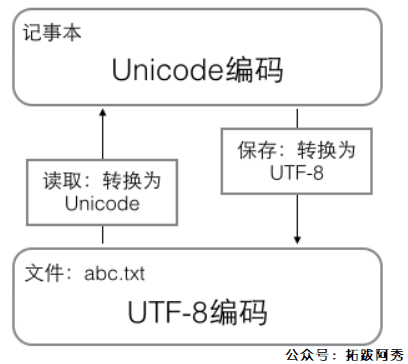 记事本
Unicode编码
读取：转换为
Unicode
保存：转换为
UTF-8
文件：abc.txt
UTF-8编码
公众号：拓跋阿秀